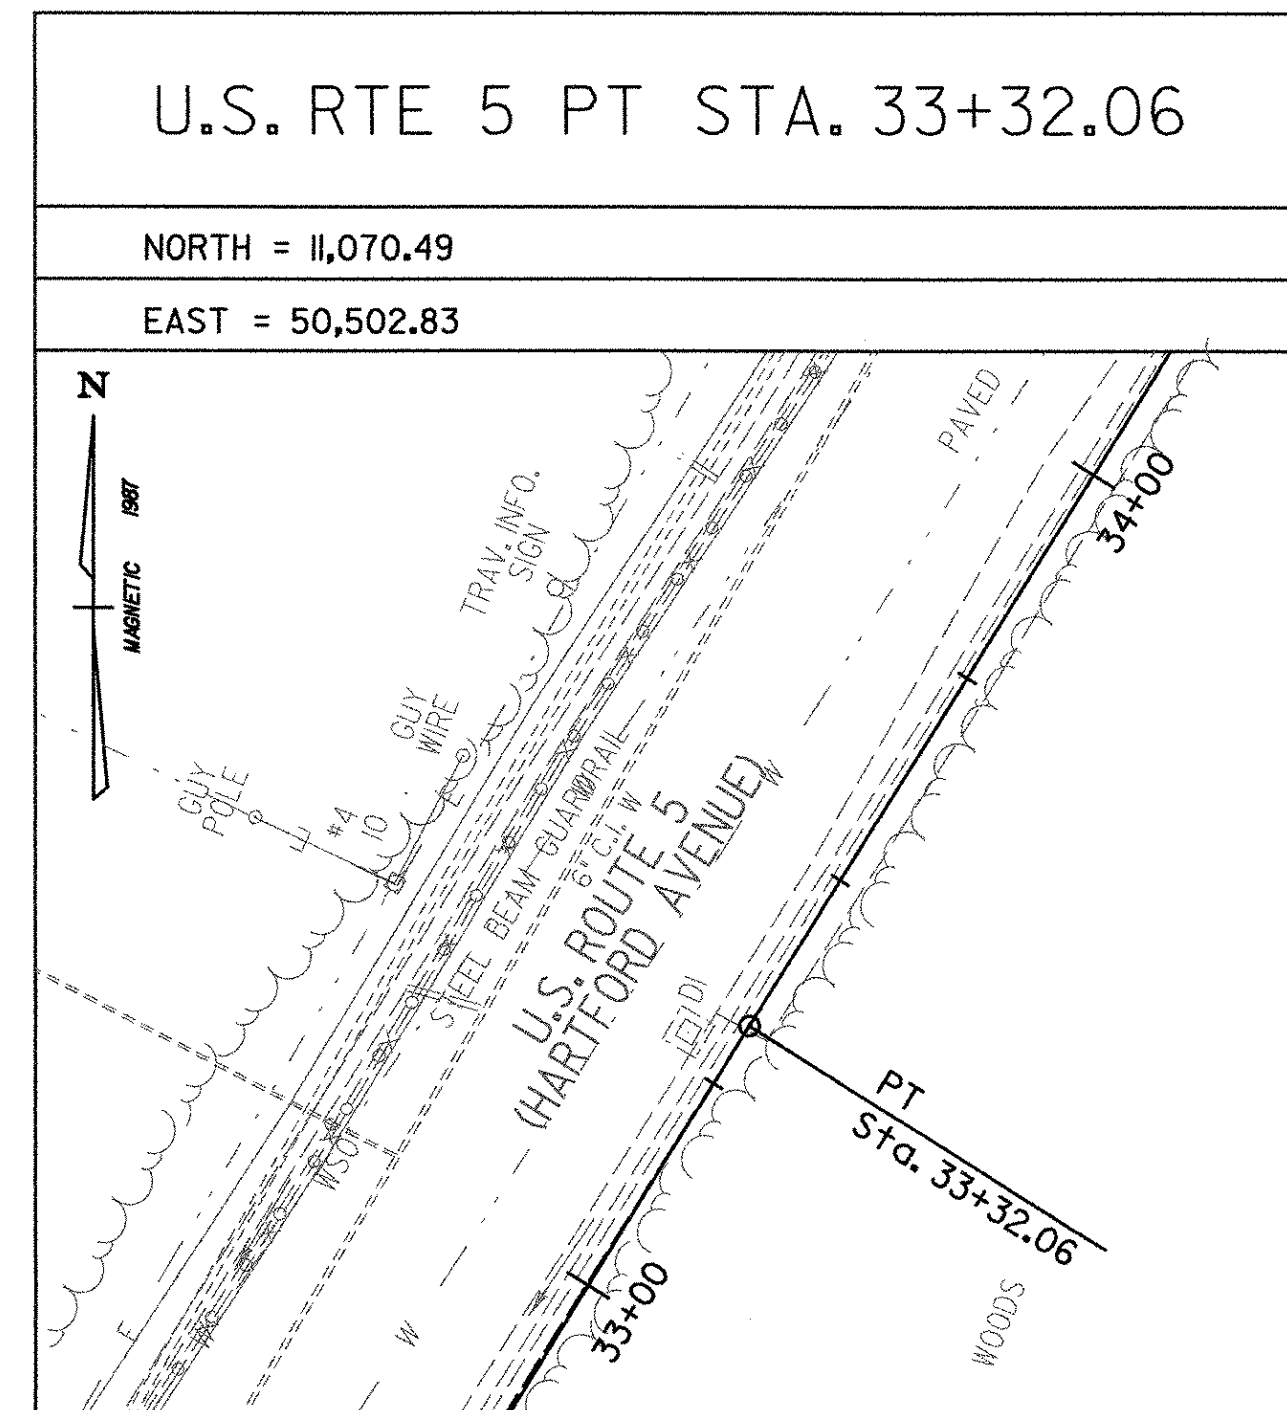 U.S. RTE 5 PT STA. 33+32.06
NORTH = 11,070.49
EAST = 50,502.83
N
MAGNETIC 1987
PAVED
34+00
TRAV. INFO.
SIGN
GUY
WIRE
GUY
POLE
#4
10
STEEL BEAM GUARDRAIL
6" C.I. W
W
U.S. ROUTE 5
(HARTFORD AVENUE)
DI
PT
Sta. 33+32.06
WSO
E
E
W
33+00
WOODS